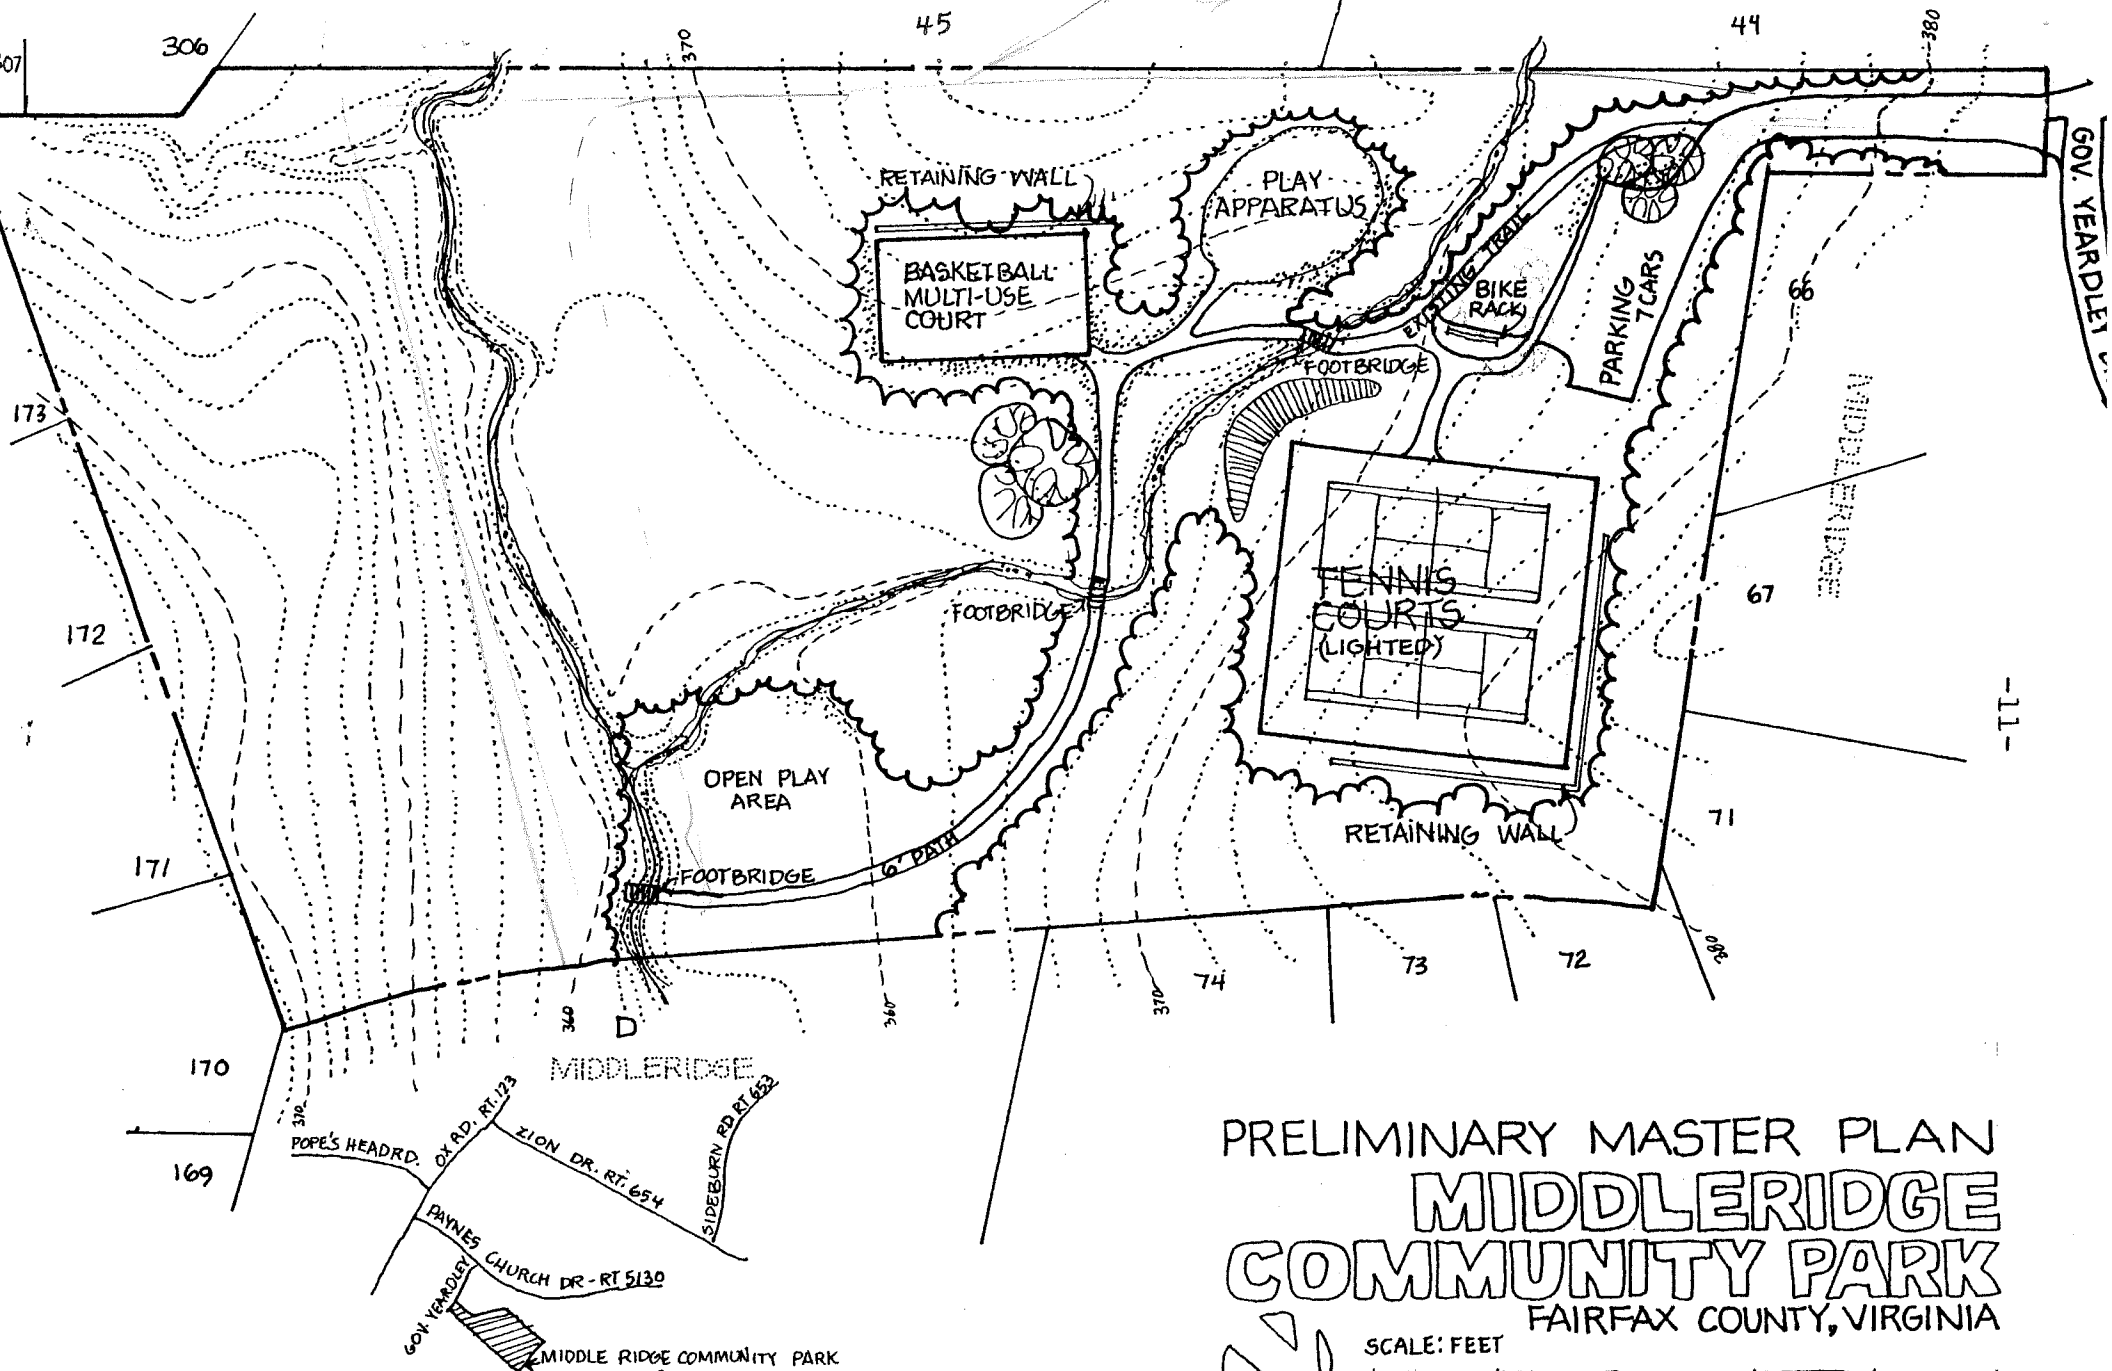 45
44
306
307
370
380
RETAINING WALL
PLAY
APPARATUS
GOV. YEARDLEY
BASKETBALL
MULTI-USE
COURT
EXISTING TRAIL
BIKE
RACK
PARKING
7 CARS
66
FOOTBRIDGE
MIDDLERIDGE
173
TENNIS
COURTS
(LIGHTED)
67
FOOTBRIDGE
172
-11-
OPEN PLAY
AREA
71
RETAINING WALL
6' PATH
FOOTBRIDGE
171
380
74
73
72
360
D
360
370
170
MIDDLERIDGE
370
169
POPE'S HEAD RD.
OX RD. RT. 123
ZION DR. RT. 654
SIDEBURN RD RT 653
PAYNES CHURCH DR-RT 5130
GOV. YEARDLEY
MIDDLE RIDGE COMMUNITY PARK
PRELIMINARY MASTER PLAN
MIDDLERIDGE
COMMUNITY PARK
FAIRFAX COUNTY, VIRGINIA
SCALE: FEET